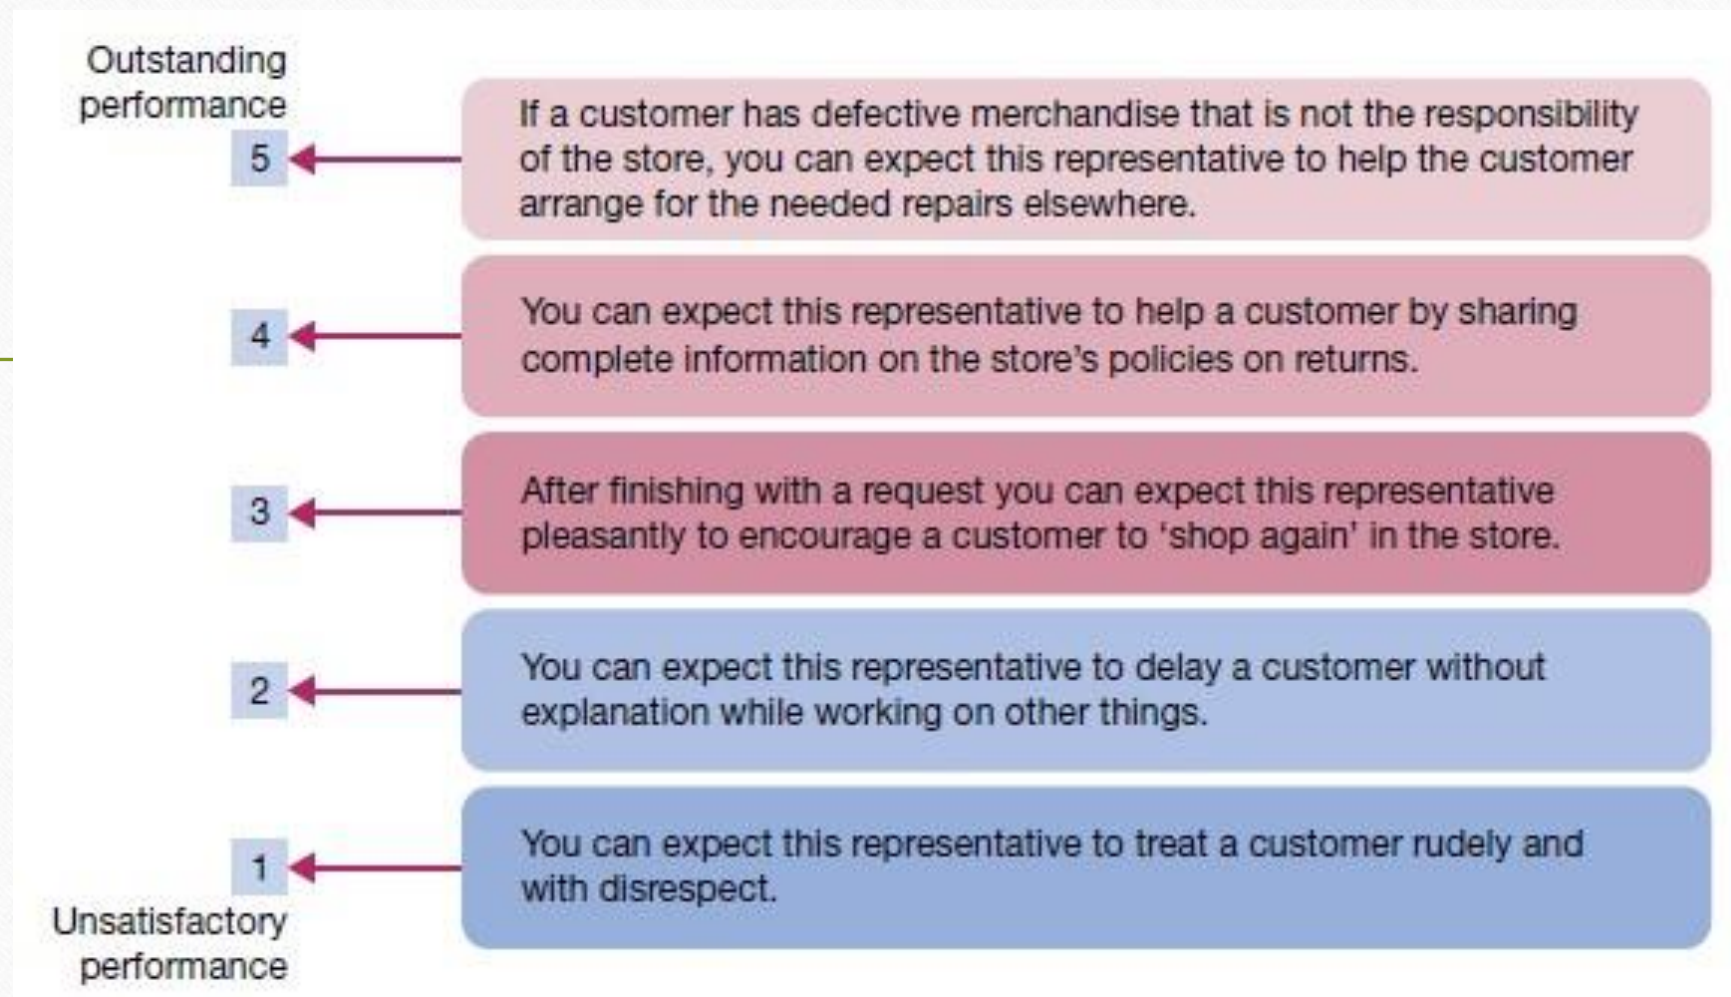 Outstanding
performance
5
If a customer has defective merchandise that is not the responsibility
of the store, you can expect this representative to help the customer
arrange for the needed repairs elsewhere.
4
You can expect this representative to help a customer by sharing
complete information on the store's policies on returns.
3
After finishing with a request you can expect this representative
pleasantly to encourage a customer to ‘shop again’ in the store.
2
You can expect this representative to delay a customer without
explanation while working on other things.
1
You can expect this representative to treat a customer rudely and
with disrespect.
Unsatisfactory
performance